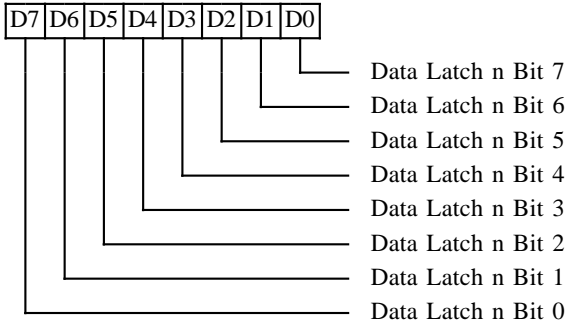 D7 D6 D5 D4 D3 D2 D1 D0
Data Latch n Bit 7
Data Latch n Bit 6
Data Latch n Bit 5
Data Latch n Bit 4
Data Latch n Bit 3
Data Latch n Bit 2
Data Latch n Bit 1
Data Latch n Bit 0